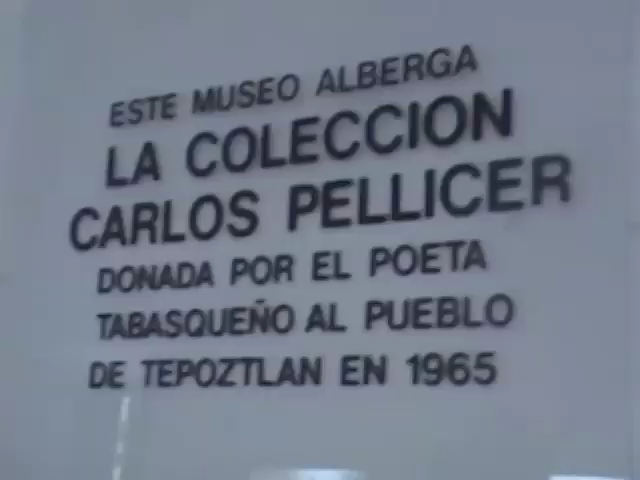 ESTE MUSEO ALBERGA
LA COLECCION
CARLOS PELLICER
DONADA POR EL POETA
TABASQUEÑO AL PUEBLO
DE TEPOZTLAN EN 1965